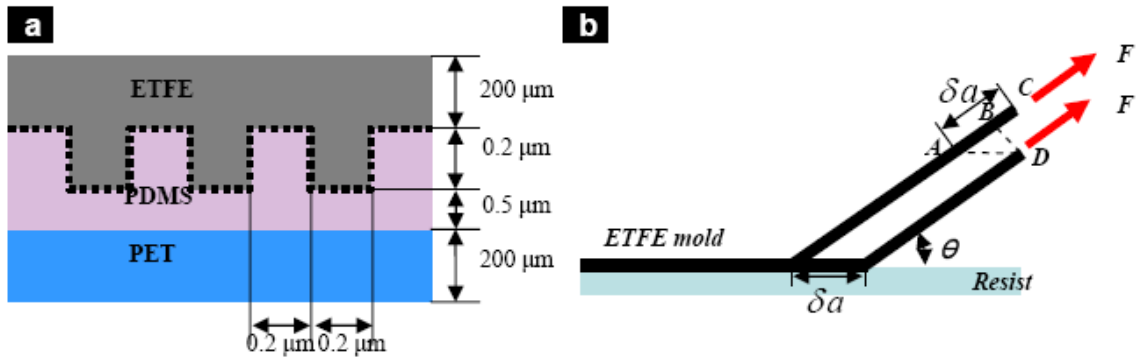 a
ETFE
PDMS
PET
200 μm
0.2 μm
0.5 μm
200 μm
0.2 μm
0.2 μm
b
F
F
δa
C
B
A
D
ETFE mold
θ
δa
Resist